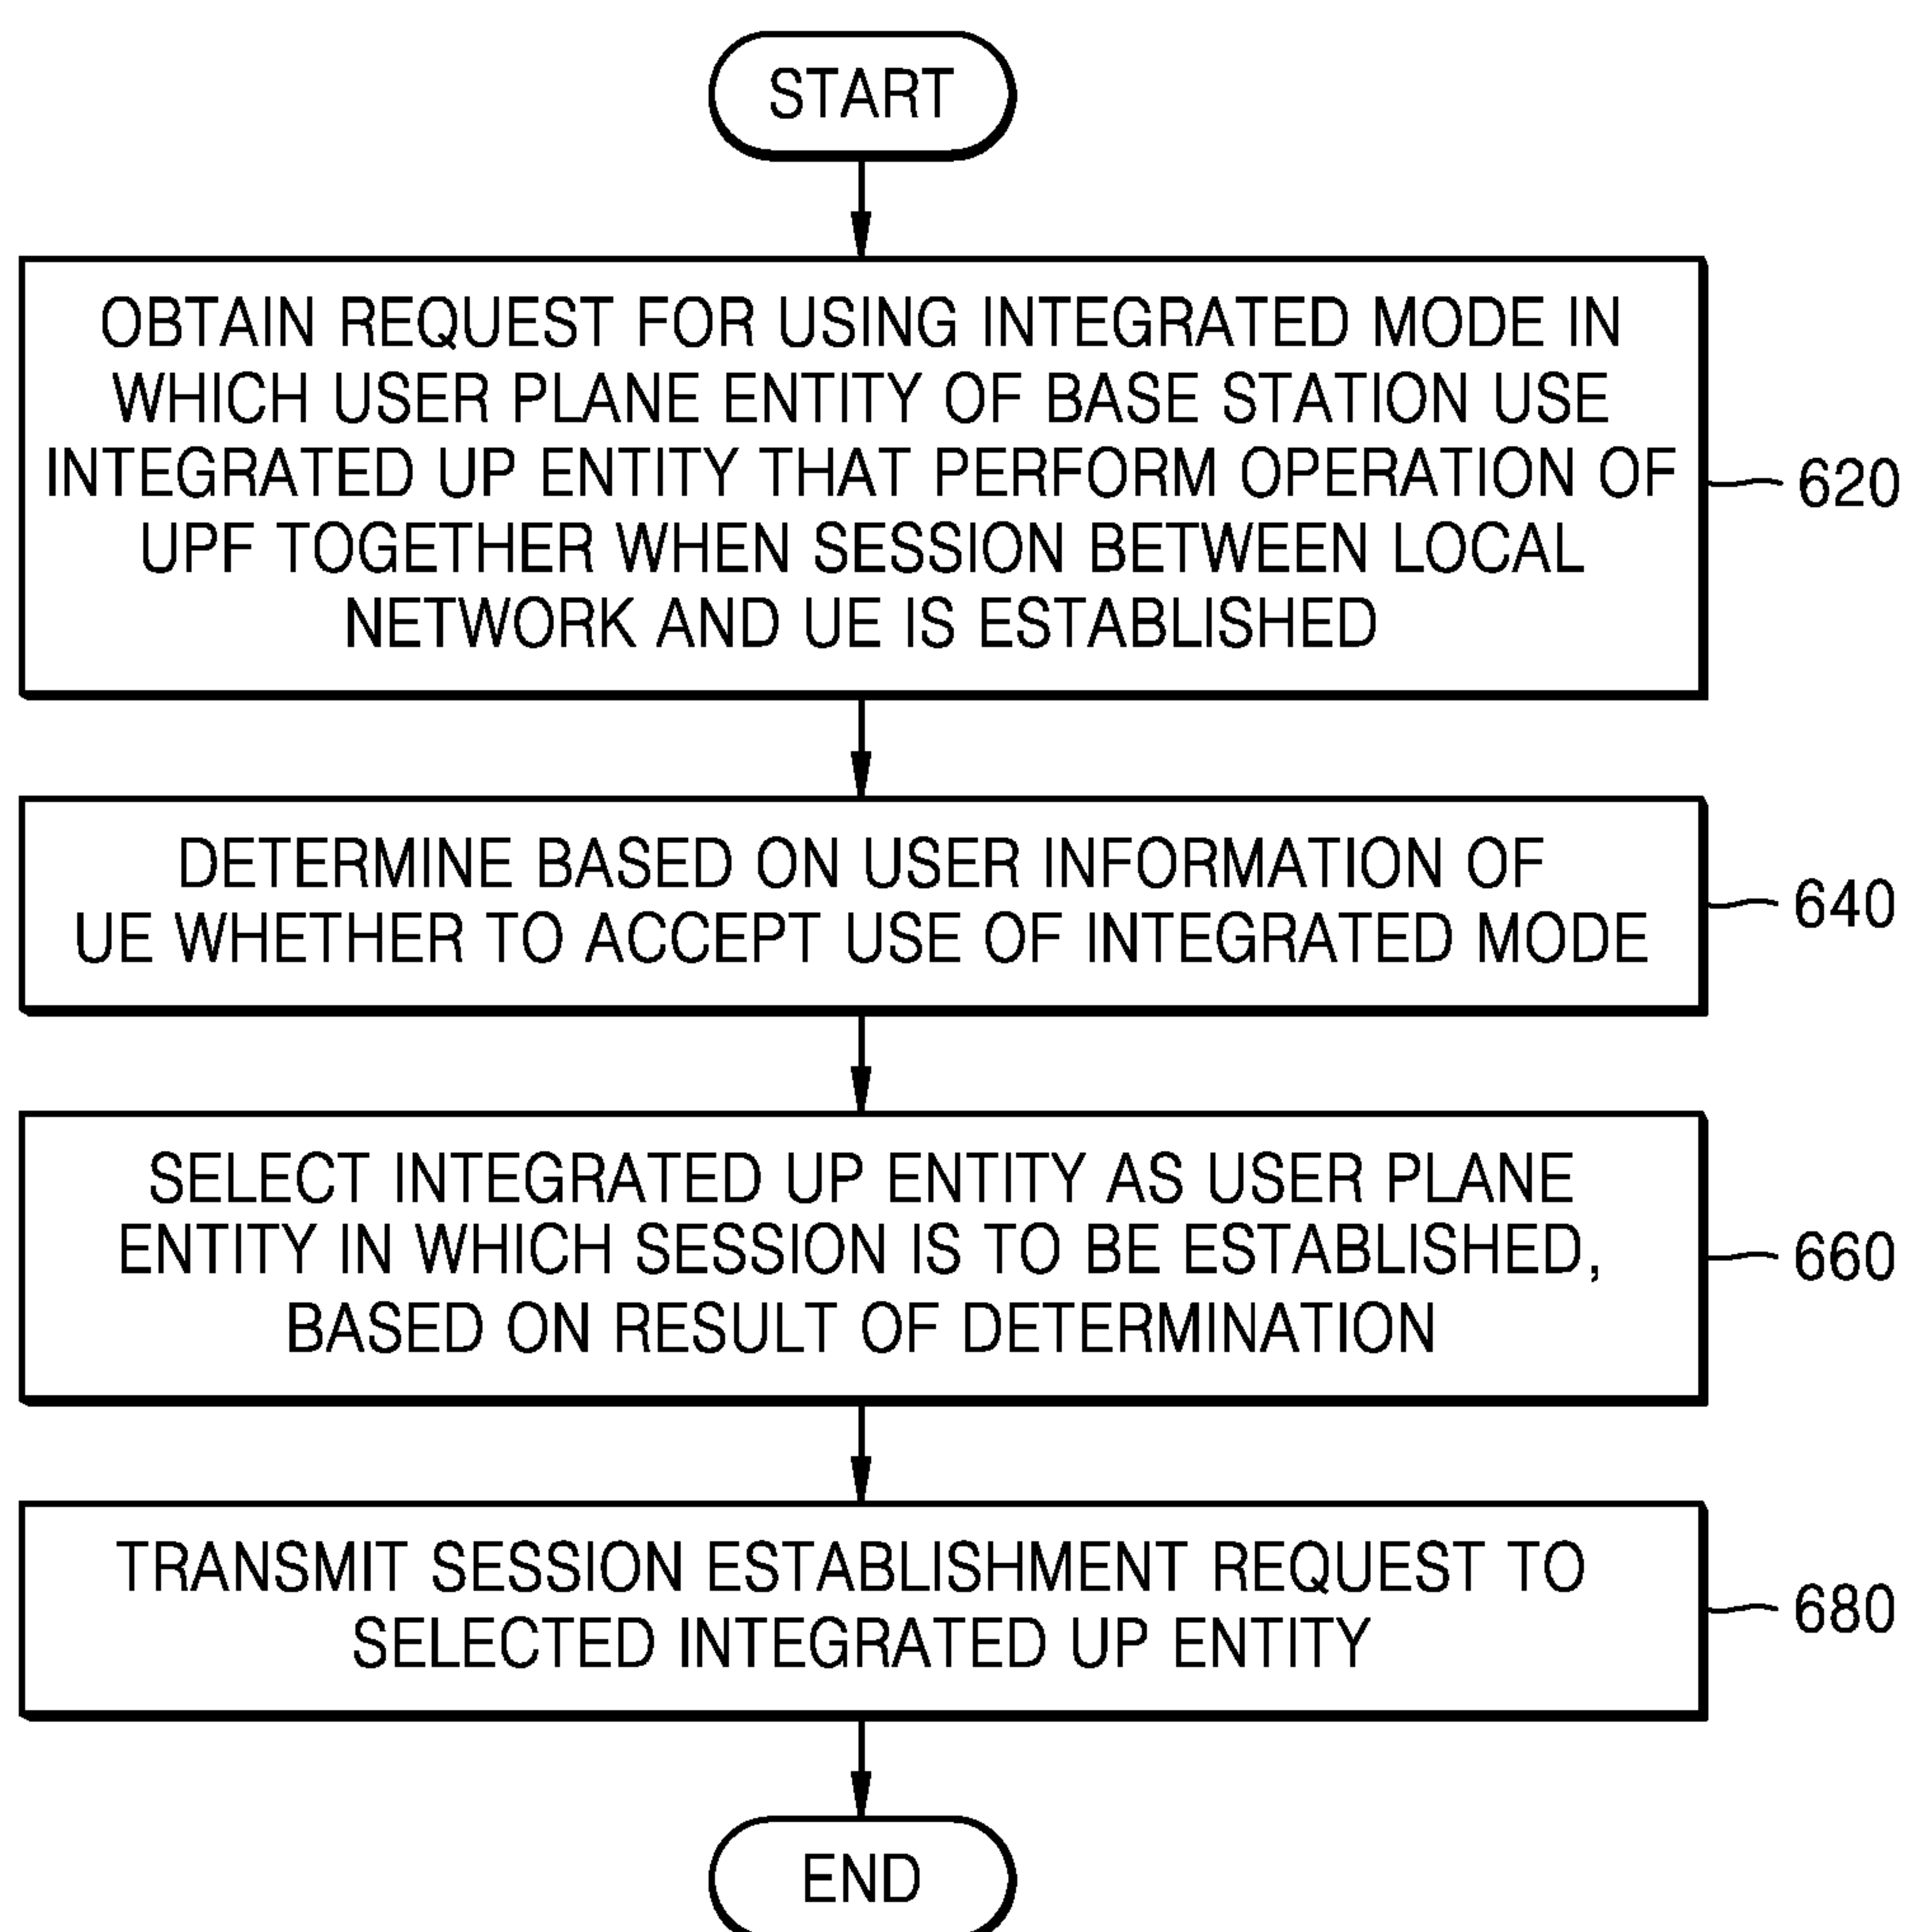 START
OBTAIN REQUEST FOR USING INTEGRATED MODE IN
WHICH USER PLANE ENTITY OF BASE STATION USE
INTEGRATED UP ENTITY THAT PERFORM OPERATION OF
UPF TOGETHER WHEN SESSION BETWEEN LOCAL
NETWORK AND UE IS ESTABLISHED
620
DETERMINE BASED ON USER INFORMATION OF
UE WHETHER TO ACCEPT USE OF INTEGRATED MODE
640
SELECT INTEGRATED UP ENTITY AS USER PLANE
ENTITY IN WHICH SESSION IS TO BE ESTABLISHED,
BASED ON RESULT OF DETERMINATION
660
TRANSMIT SESSION ESTABLISHMENT REQUEST TO
SELECTED INTEGRATED UP ENTITY
680
END